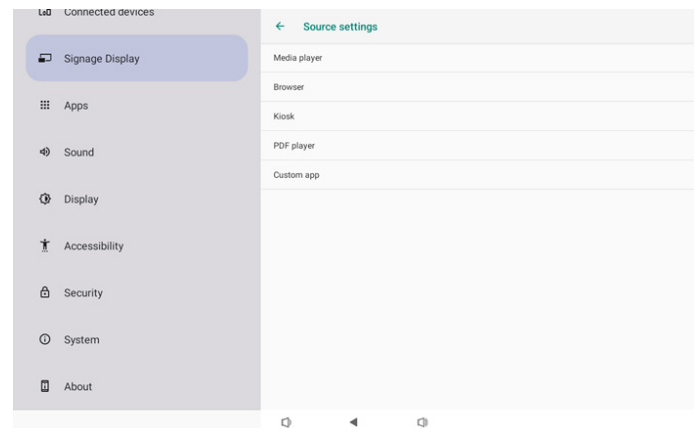 Connected devices
Signage Display
Apps
Sound
Display
Accessibility
Security
System
About
Source settings
Media player
Browser
Kiosk
PDF player
Custom app